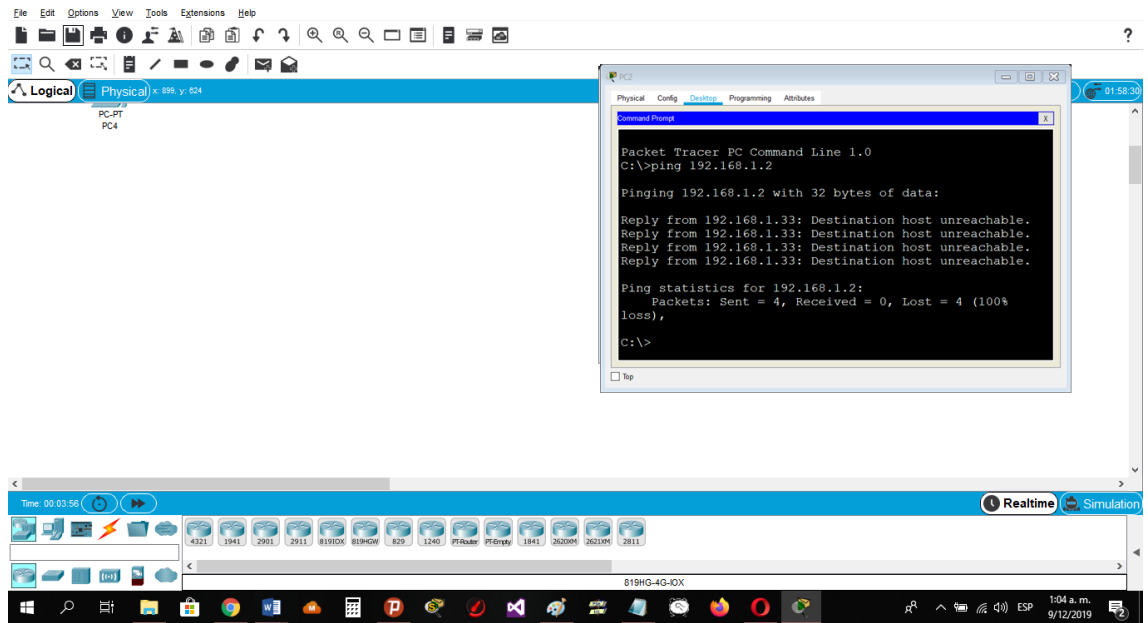 File Edit Options View Tools Extensions Help
?
Logical Physical x: 899, y: 624
01:58:30
PC-PT
PC4
PC2
Physical Config Desktop Programming Attributes
Command Prompt X
Packet Tracer PC Command Line 1.0
C:\>ping 192.168.1.2
Pinging 192.168.1.2 with 32 bytes of data:
Reply from 192.168.1.33: Destination host unreachable.
Reply from 192.168.1.33: Destination host unreachable.
Reply from 192.168.1.33: Destination host unreachable.
Reply from 192.168.1.33: Destination host unreachable.
Ping statistics for 192.168.1.2:
Packets: Sent = 4, Received = 0, Lost = 4 (100%
loss),
C:\>
Top
Time: 00:03:56
Realtime Simulation
4321 1941 2901 2911 819IOX 819HGW 829 1240 PT-Router PT-Empty 1841 2620XM 2621XM 2811
819HG-4G-IOX
ESP
1:04 a. m.
9/12/2019
2